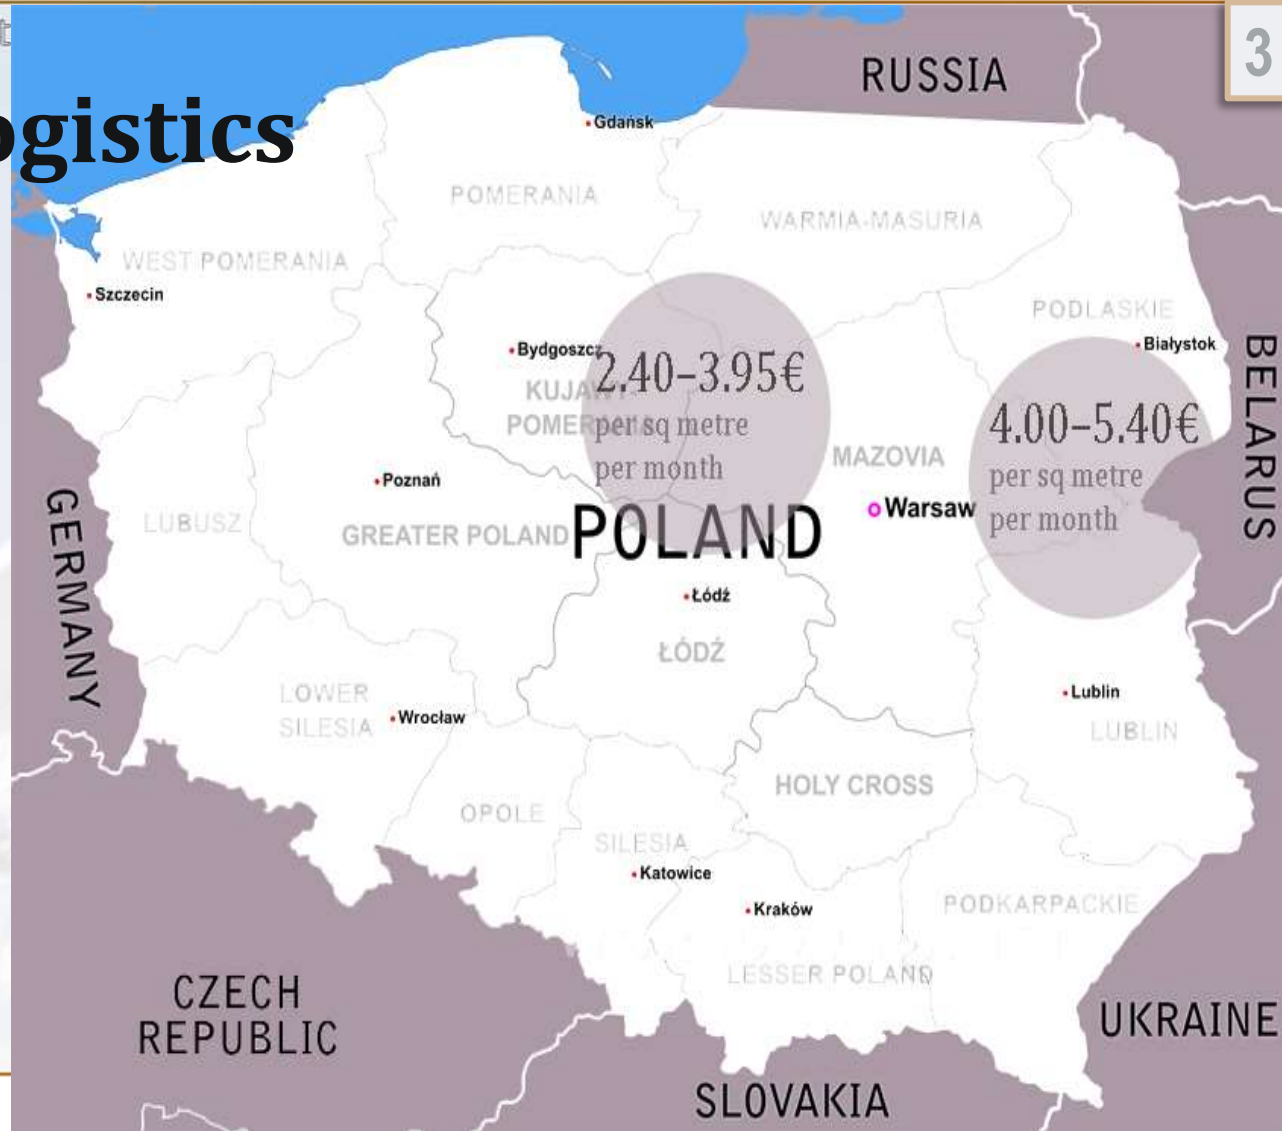 3
RUSSIA
ogistics
Gdańsk
POMERANIA
WARMIA-MASURIA
WEST POMERANIA
Szczecin
PODLASKIE
Białystok
Bydgoszcz
2.40–3.95€
per sq metre
per month
KUJAWY-
POMERANIA
4.00–5.40€
per sq metre
per month
BELARUS
MAZOVIA
Poznań
Warsaw
GERMANY
LUBUSZ
GREATER POLAND
POLAND
Łódź
ŁÓDŹ
LOWER
SILESIA
Wrocław
Lublin
LUBLIN
HOLY CROSS
OPOLE
SILESIA
Katowice
Kraków
PODKARPACKIE
LESSER POLAND
CZECH
REPUBLIC
UKRAINE
SLOVAKIA